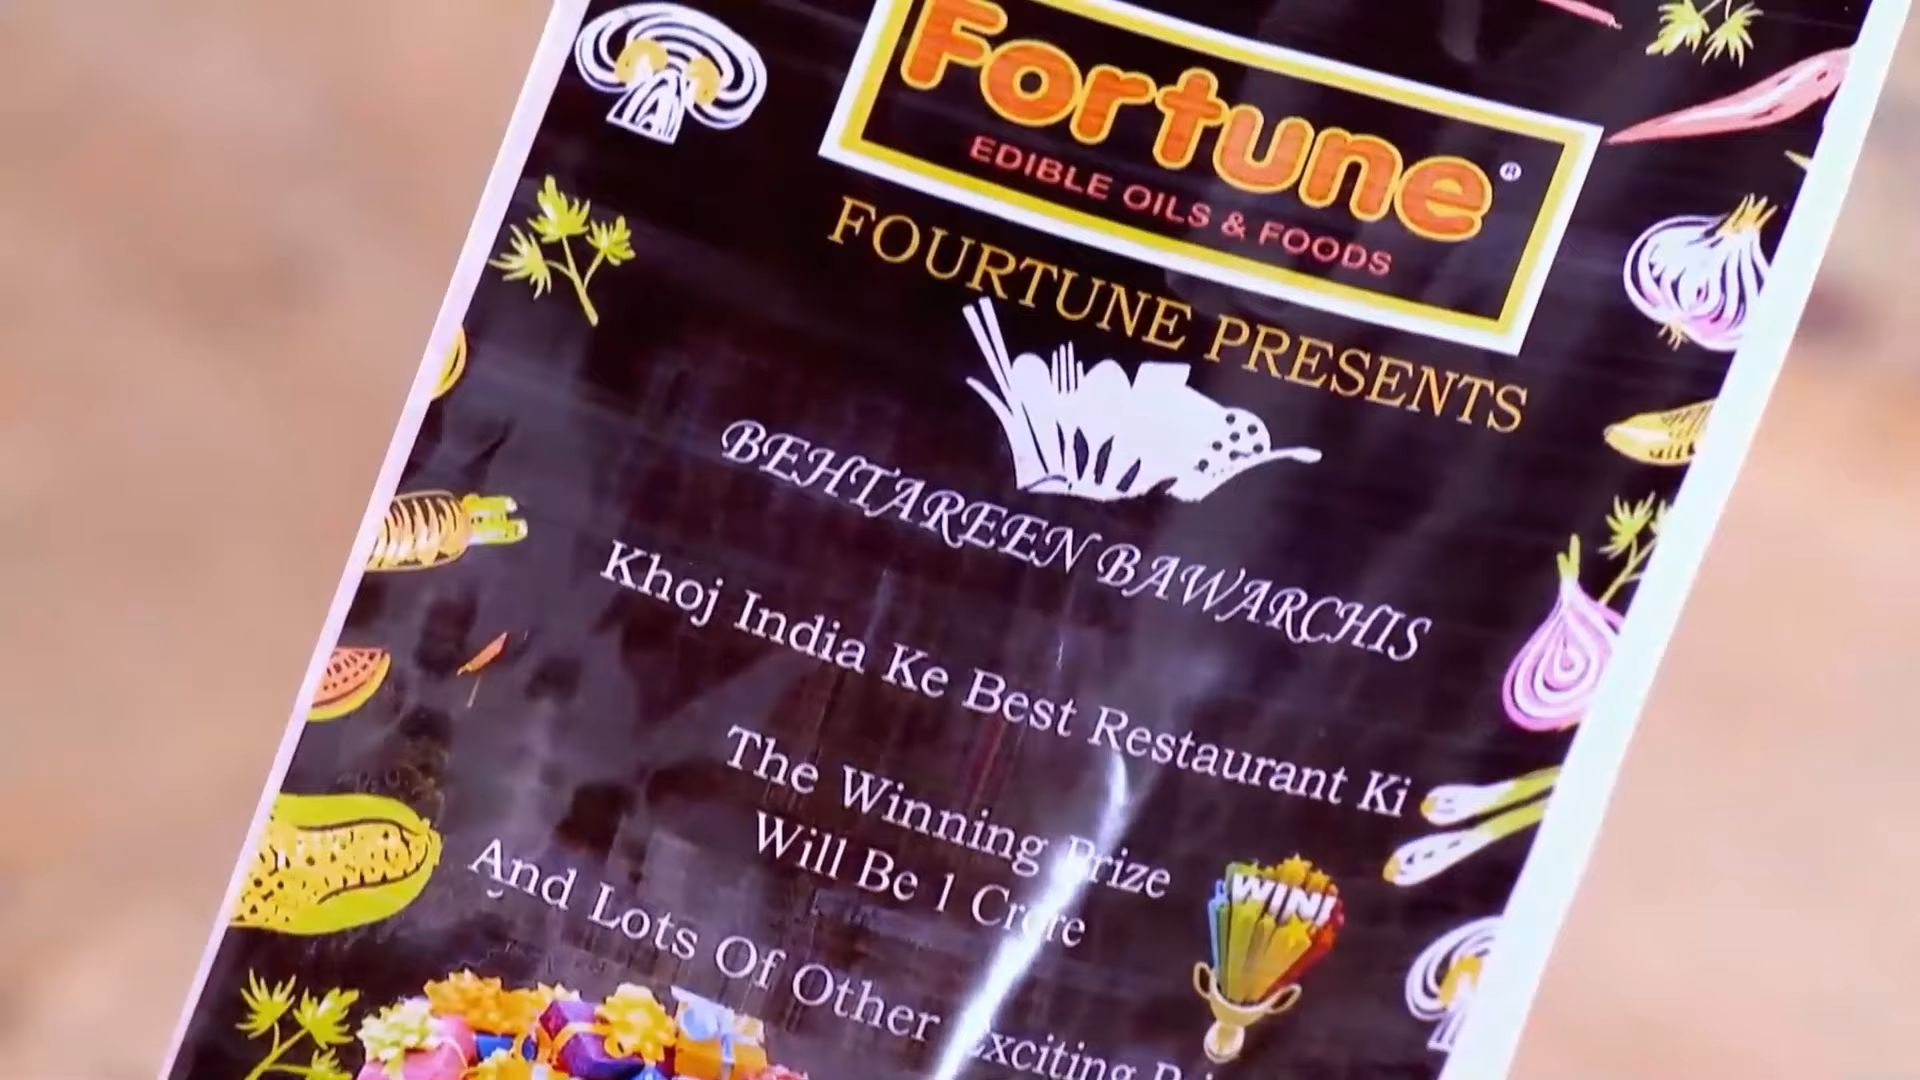 Fortune
EDIBLE OILS & FOODS
FOURTUNE PRESENTS
BEHTAREEN BAWARCHIS
Khoj India Ke Best Restaurant Ki
The Winning Prize
Will Be 1 Crore
WIN!
And Lots Of Other Exciting